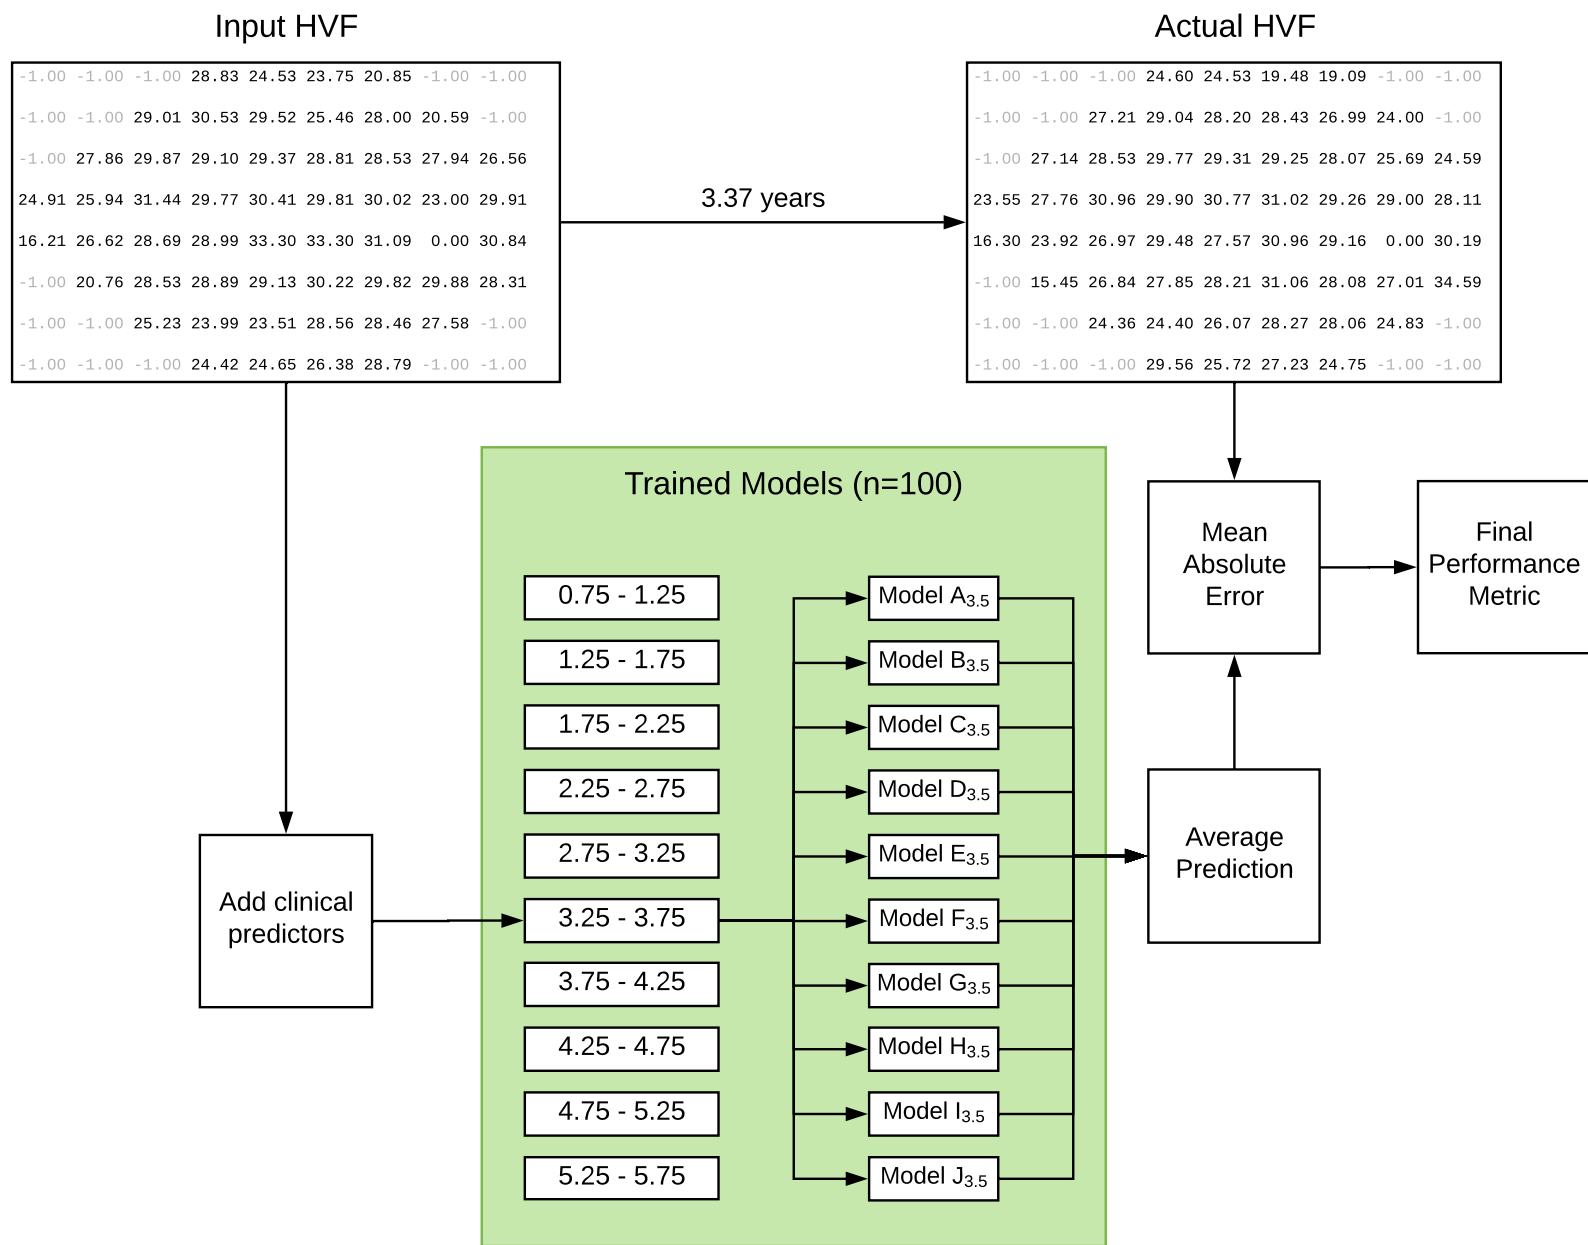 Input HVF
-1.00 -1.00 -1.00 28.83 24.53 23.75 20.85 -1.00 -1.00
-1.00 -1.00 29.01 30.53 29.52 25.46 28.00 20.59 -1.00
-1.00 27.86 29.87 29.10 29.37 28.81 28.53 27.94 26.56
24.91 25.94 31.44 29.77 30.41 29.81 30.02 23.00 29.91
16.21 26.62 28.69 28.99 33.30 33.30 31.09 0.00 30.84
-1.00 20.76 28.53 28.89 29.13 30.22 29.82 29.88 28.31
-1.00 -1.00 25.23 23.99 23.51 28.56 28.46 27.58 -1.00
-1.00 -1.00 -1.00 24.42 24.65 26.38 28.79 -1.00 -1.00
3.37 years
Actual HVF
-1.00 -1.00 -1.00 24.60 24.53 19.48 19.09 -1.00 -1.00
-1.00 -1.00 27.21 29.04 28.20 28.43 26.99 24.00 -1.00
-1.00 27.14 28.53 29.77 29.31 29.25 28.07 25.69 24.59
23.55 27.76 30.96 29.90 30.77 31.02 29.26 29.00 28.11
16.30 23.92 26.97 29.48 27.57 30.96 29.16 0.00 30.19
-1.00 15.45 26.84 27.85 28.21 31.06 28.08 27.01 34.59
-1.00 -1.00 24.36 24.40 26.07 28.27 28.06 24.83 -1.00
-1.00 -1.00 -1.00 29.56 25.72 27.23 24.75 -1.00 -1.00
Add clinical
predictors
Trained Models (n=100)
0.75 - 1.25
1.25 - 1.75
1.75 - 2.25
2.25 - 2.75
2.75 - 3.25
3.25 - 3.75
3.75 - 4.25
4.25 - 4.75
4.75 - 5.25
5.25 - 5.75
Model A3.5
Model B3.5
Model C3.5
Model D3.5
Model E3.5
Model F3.5
Model G3.5
Model H3.5
Model I3.5
Model J3.5
Average
Prediction
Mean
Absolute
Error
Final
Performance
Metric